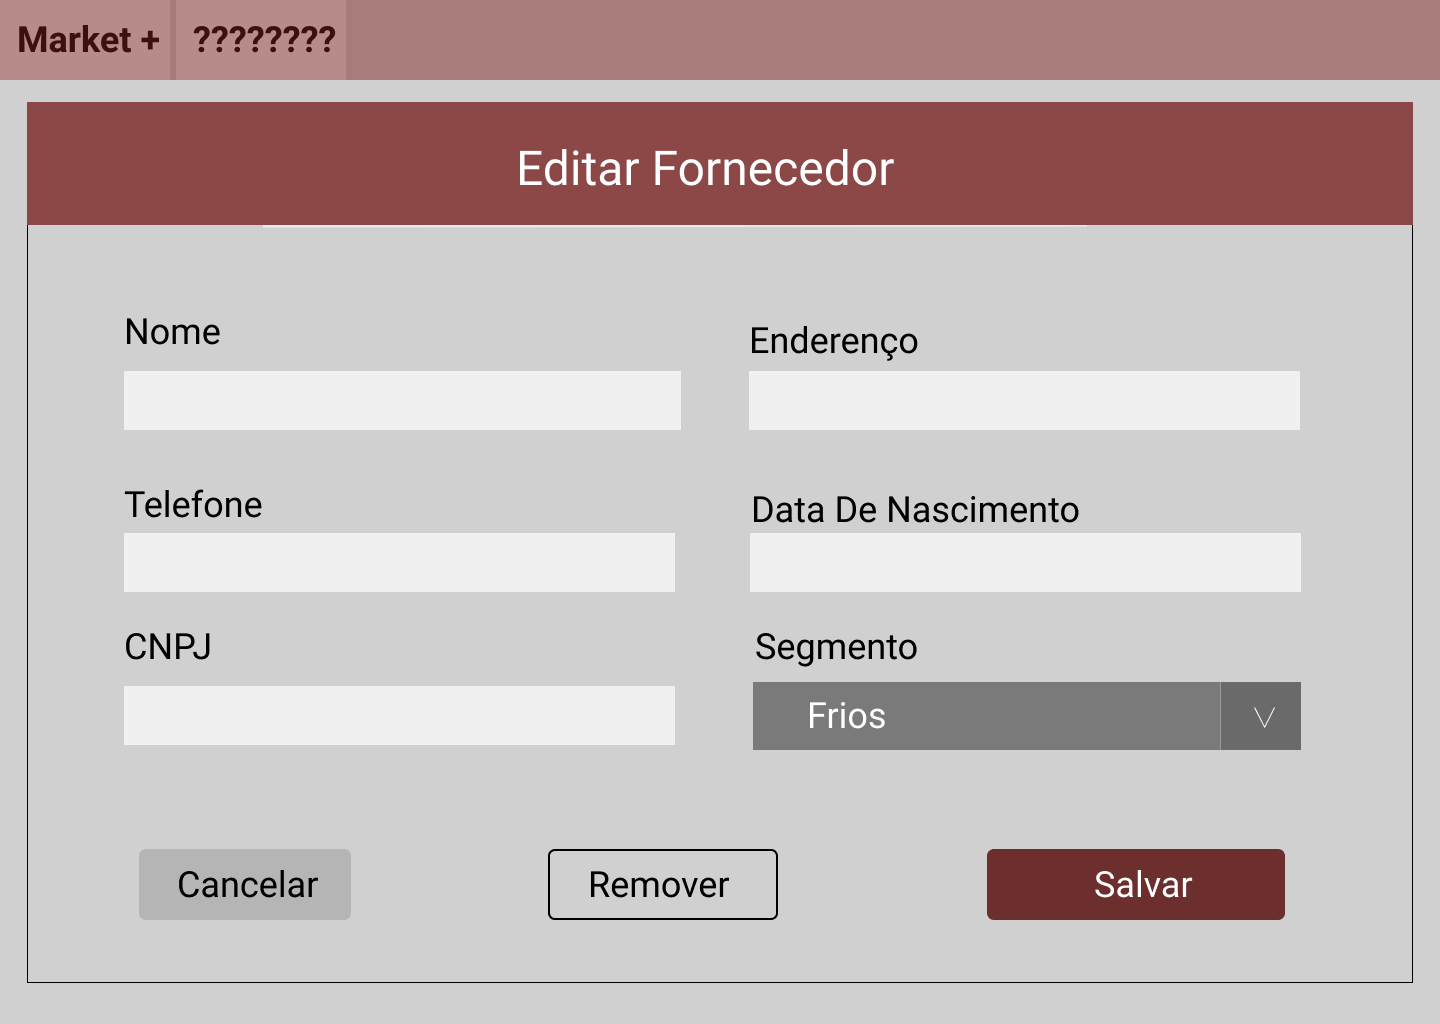 Market + ????????
Editar Fornecedor
Nome
Enderenço
Telefone
Data De Nascimento
CNPJ
Segmento
Frios
Cancelar
Remover
Salvar